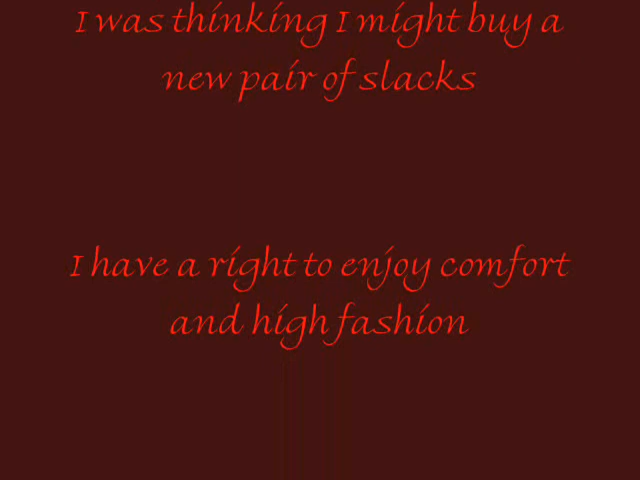 I was thinking I might buy a
new pair of slacks
I have a right to enjoy comfort
and high fashion